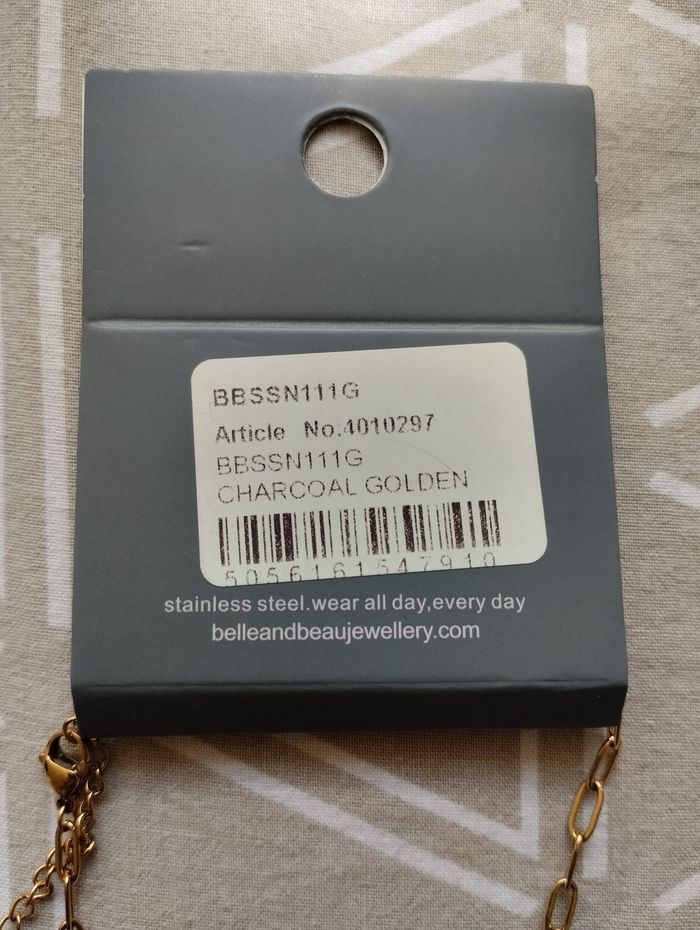 BBSSN111G
Article No:4010297
BBSSN111G
CHARCOAL GOLDEN
5056161547910
stainless steel.wear all day,every day
belleandbeaujewellery.com